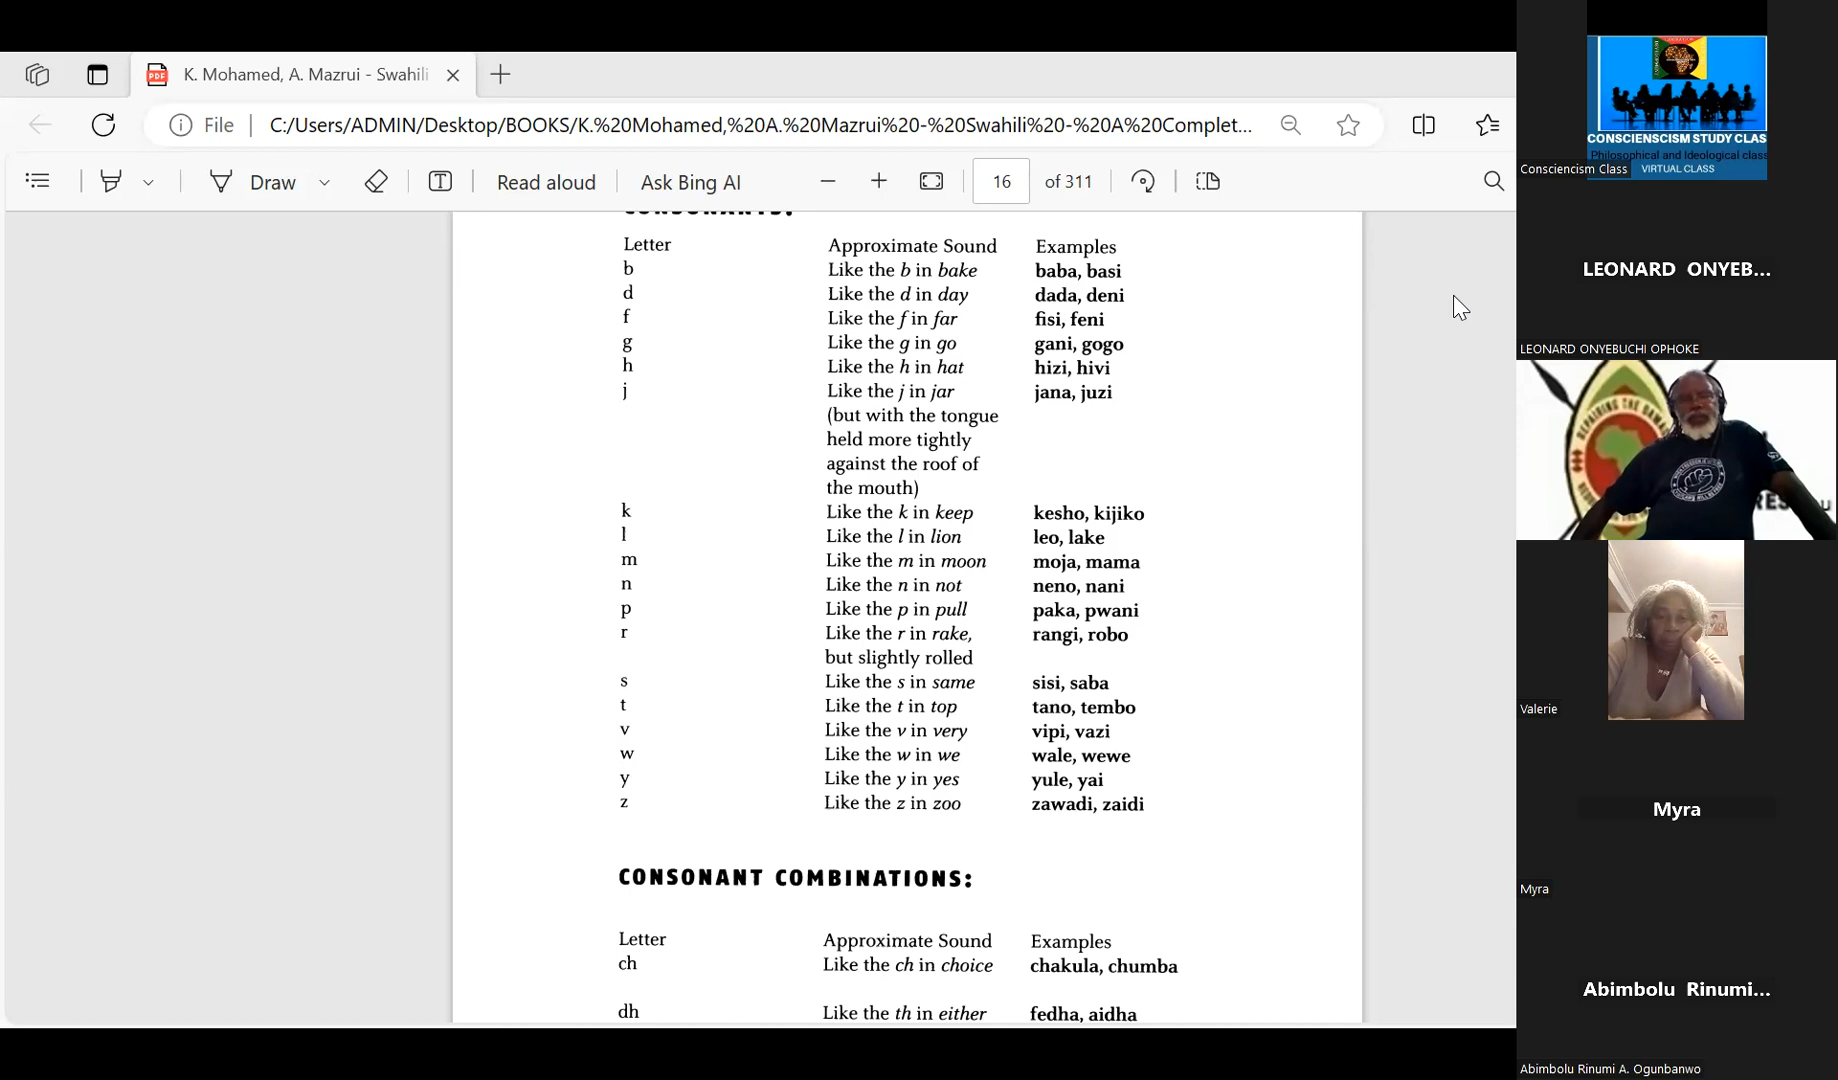 K. Mohamed, A. Mazrui - Swahili
File
C:/Users/ADMIN/Desktop/BOOKS/K.%20Mohamed,%20A.%20Mazrui%20-%20Swahili%20-%20A%20Complet...
Draw
Read aloud
Ask Bing AI
16 of 311
CONSONANTS:
Letter Approximate Sound Examples
b Like the b in bake baba, basi
d Like the d in day dada, deni
f Like the f in far fisi, feni
g Like the g in go gani, gogo
h Like the h in hat hizi, hivi
j Like the j in jar jana, juzi
(but with the tongue
held more tightly
against the roof of
the mouth)
k Like the k in keep kesho, kijiko
l Like the l in lion leo, lake
m Like the m in moon moja, mama
n Like the n in not neno, nani
p Like the p in pull paka, pwani
r Like the r in rake, rangi, robo
but slightly rolled
s Like the s in same sisi, saba
t Like the t in top tano, tembo
v Like the v in very vipi, vazi
w Like the w in we wale, wewe
y Like the y in yes yule, yai
z Like the z in zoo zawadi, zaidi
CONSONANT COMBINATIONS:
Letter Approximate Sound Examples
ch Like the ch in choice chakula, chumba
dh Like the th in either fedha, aidha
CONSCIENSCISM STUDY CLAS
Philosophical and Ideological class
VIRTUAL CLASS
Consciencism Class
LEONARD ONYEB...
LEONARD ONYEBUCHI OPHOKE
REPAIRING THE DAMA
Valerie
Myra
Myra
Abimbolu Rinumi...
Abimbolu Rinumi A. Ogunbanwo